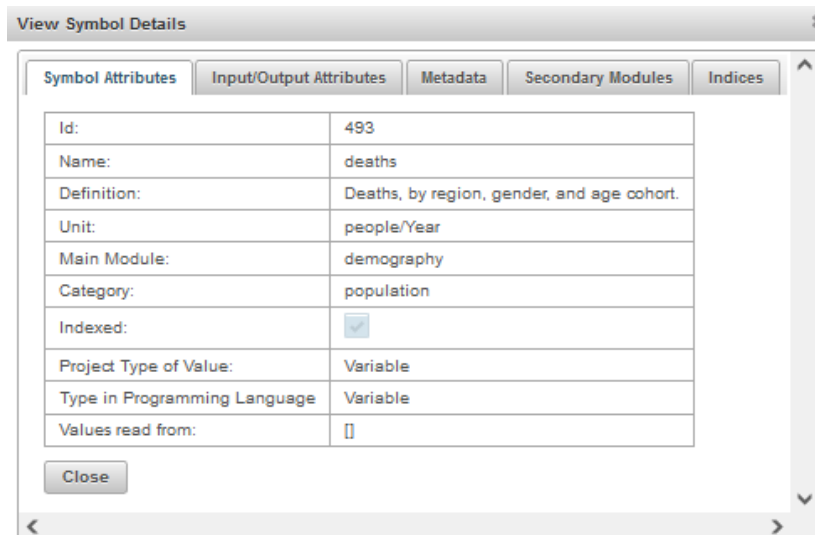 View Symbol Details
Symbol Attributes Input/Output Attributes Metadata Secondary Modules Indices
Id: 493
Name: deaths
Definition: Deaths, by region, gender, and age cohort.
Unit: people/Year
Main Module: demography
Category: population
Indexed:
Project Type of Value: Variable
Type in Programming Language Variable
Values read from: []
Close